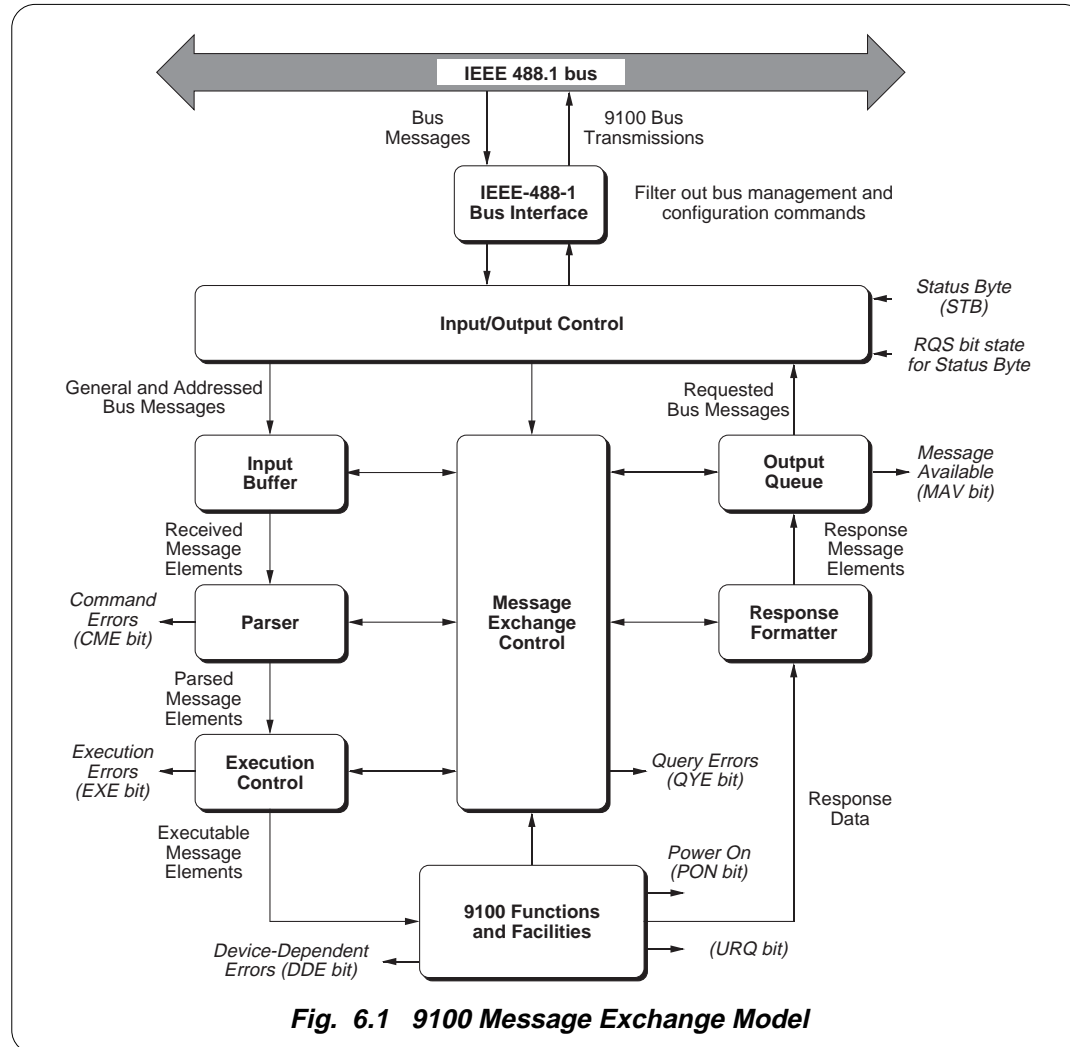 IEEE 488.1 bus
Bus
Messages
9100 Bus
Transmissions
IEEE-488-1
Bus Interface
Filter out bus management and
configuration commands
Input/Output Control
Status Byte
(STB)
RQS bit state
for Status Byte
General and Addressed
Bus Messages
Requested
Bus Messages
Input
Buffer
Output
Queue
Message
Available
(MAV bit)
Received
Message
Elements
Response
Message
Elements
Command
Errors
(CME bit)
Parser
Message
Exchange
Control
Response
Formatter
Parsed
Message
Elements
Execution
Errors
(EXE bit)
Execution
Control
Query Errors
(QYE bit)
Response
Data
Executable
Message
Elements
Power On
(PON bit)
9100 Functions
and Facilities
Device-Dependent
Errors (DDE bit)
(URQ bit)
Fig. 6.1 9100 Message Exchange Model